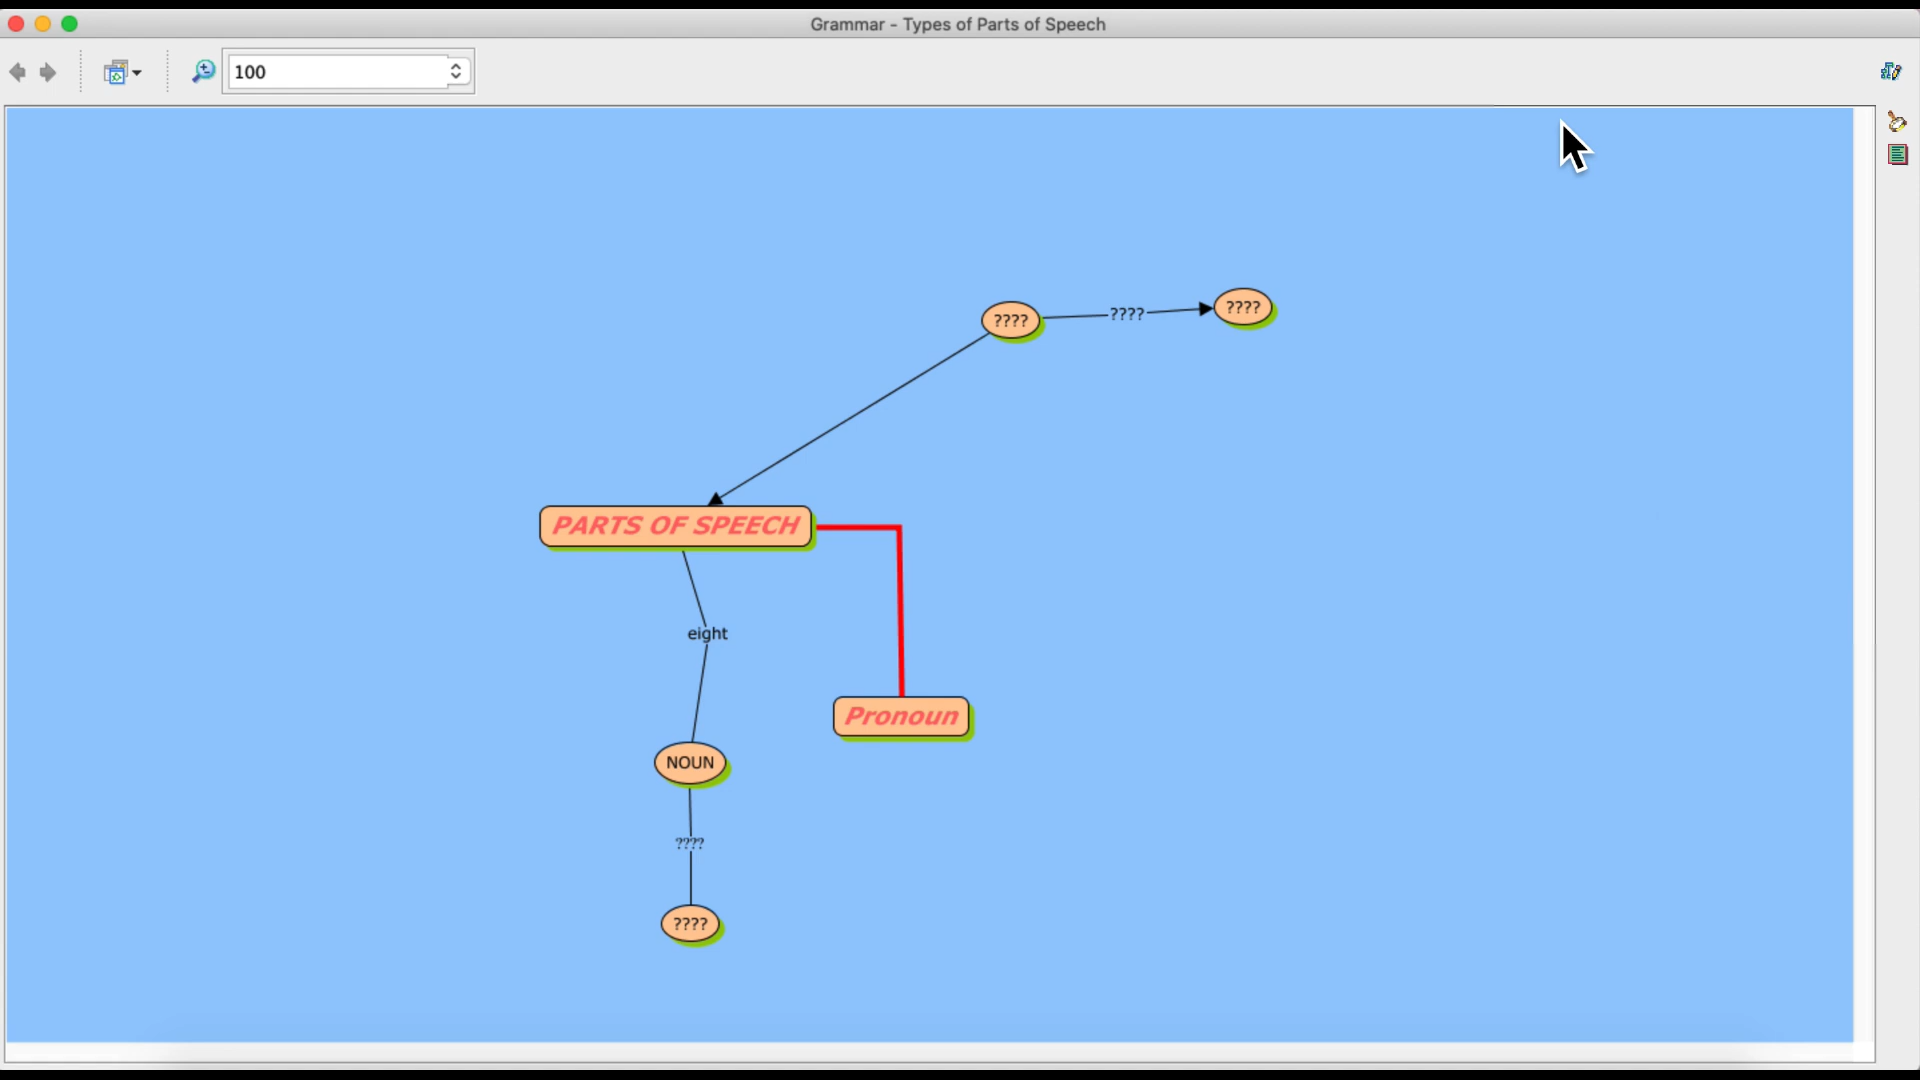 Grammar - Types of Parts of Speech
100
???? ???? ????
PARTS OF SPEECH
eight
Pronoun
NOUN
????
????